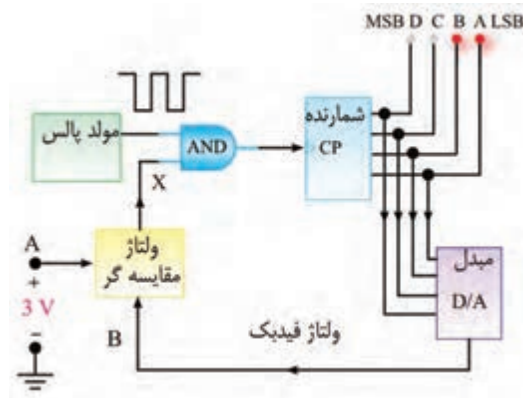 MSB D C B A LSB
مولد پالس
AND
شمارنده
CP
X
A
+
3 V
−
ولتاژ
مقایسه گر
B
ولتاژ فیدبک
مبدل
D/A